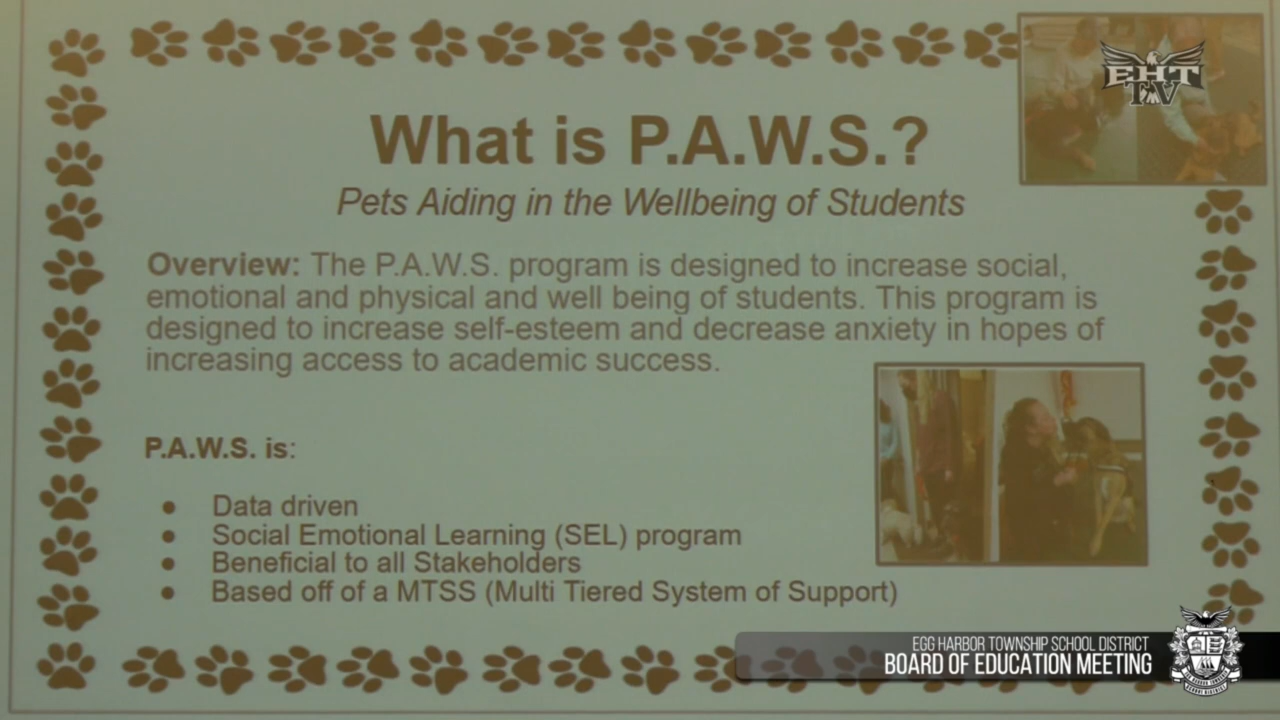 EHT
TV
What is P.A.W.S.?
Pets Aiding in the Wellbeing of Students
Overview: The P.A.W.S. program is designed to increase social,
emotional and physical and well being of students. This program is
designed to increase self-esteem and decrease anxiety in hopes of
increasing access to academic success.
P.A.W.S. is:
● Data driven
● Social Emotional Learning (SEL) program
● Beneficial to all Stakeholders
● Based off of a MTSS (Multi Tiered System of Support)
EGG HARBOR TOWNSHIP SCHOOL DISTRICT
BOARD OF EDUCATION MEETING